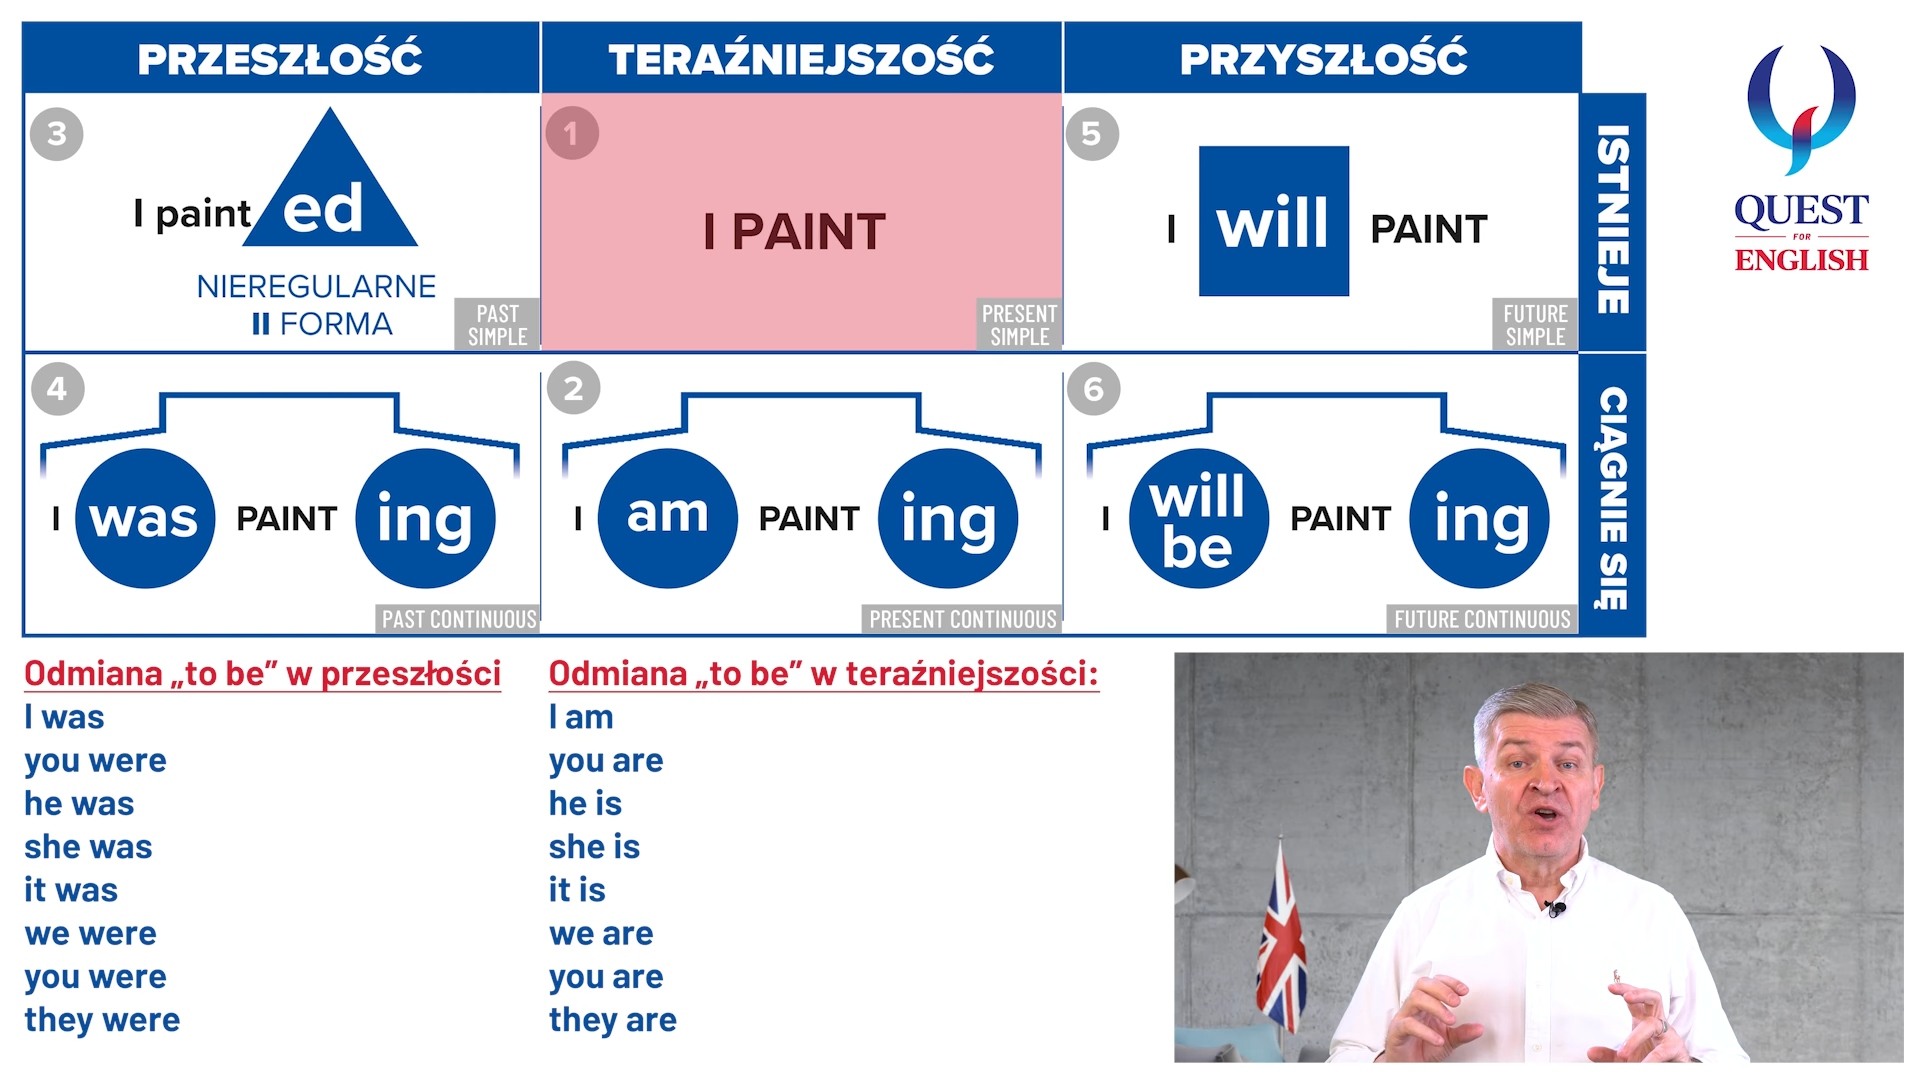 PRZESZŁOŚĆ
TERAŹNIEJSZOŚĆ
PRZYSZŁOŚĆ
3
I painted
NIEREGULARNE
II FORMA
PAST
SIMPLE
1
I PAINT
PRESENT
SIMPLE
5
I will PAINT
FUTURE
SIMPLE
ISTNIEJE
4
I was PAINT ing
PAST CONTINUOUS
2
I am PAINT ing
PRESENT CONTINUOUS
6
I will be PAINT ing
FUTURE CONTINUOUS
CIĄGNIE SIĘ
QUEST
FOR
ENGLISH
Odmiana „to be” w przeszłości
I was
you were
he was
she was
it was
we were
you were
they were
Odmiana „to be” w teraźniejszości:
I am
you are
he is
she is
it is
we are
you are
they are